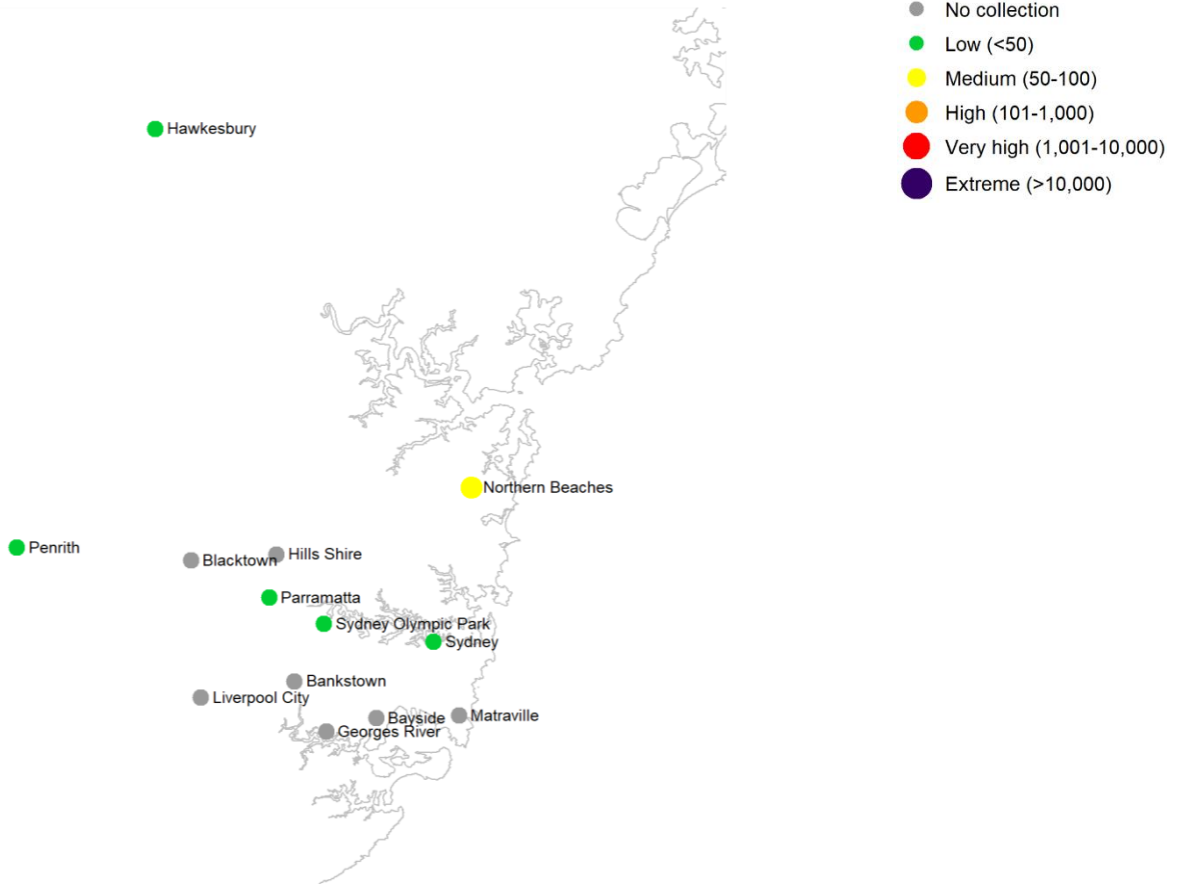 No collection
Low (<50)
Medium (50-100)
High (101-1,000)
Very high (1,001-10,000)
Extreme (>10,000)
Hawkesbury
Northern Beaches
Penrith
Blacktown
Hills Shire
Parramatta
Sydney Olympic Park
Sydney
Bankstown
Liverpool City
Bayside
Matraville
Georges River